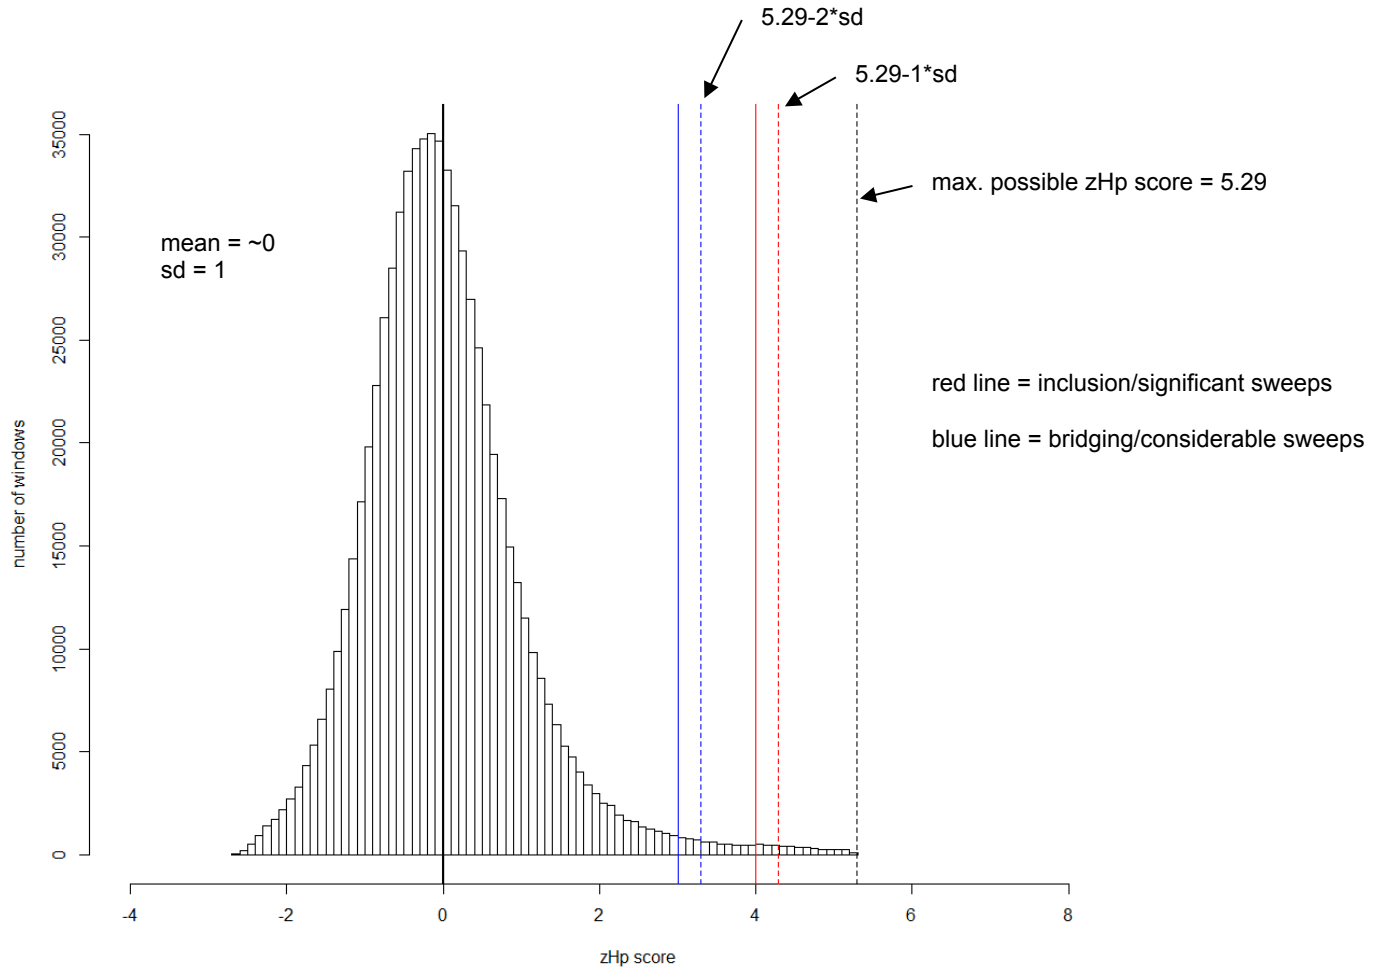 5.29-2*sd
5.29-1*sd
max. possible zHp score = 5.29
mean = ~0
sd = 1
red line = inclusion/significant sweeps
blue line = bridging/considerable sweeps
number of windows
35000
30000
25000
20000
15000
10000
5000
0
-4
-2
0
2
4
6
8
zHp score